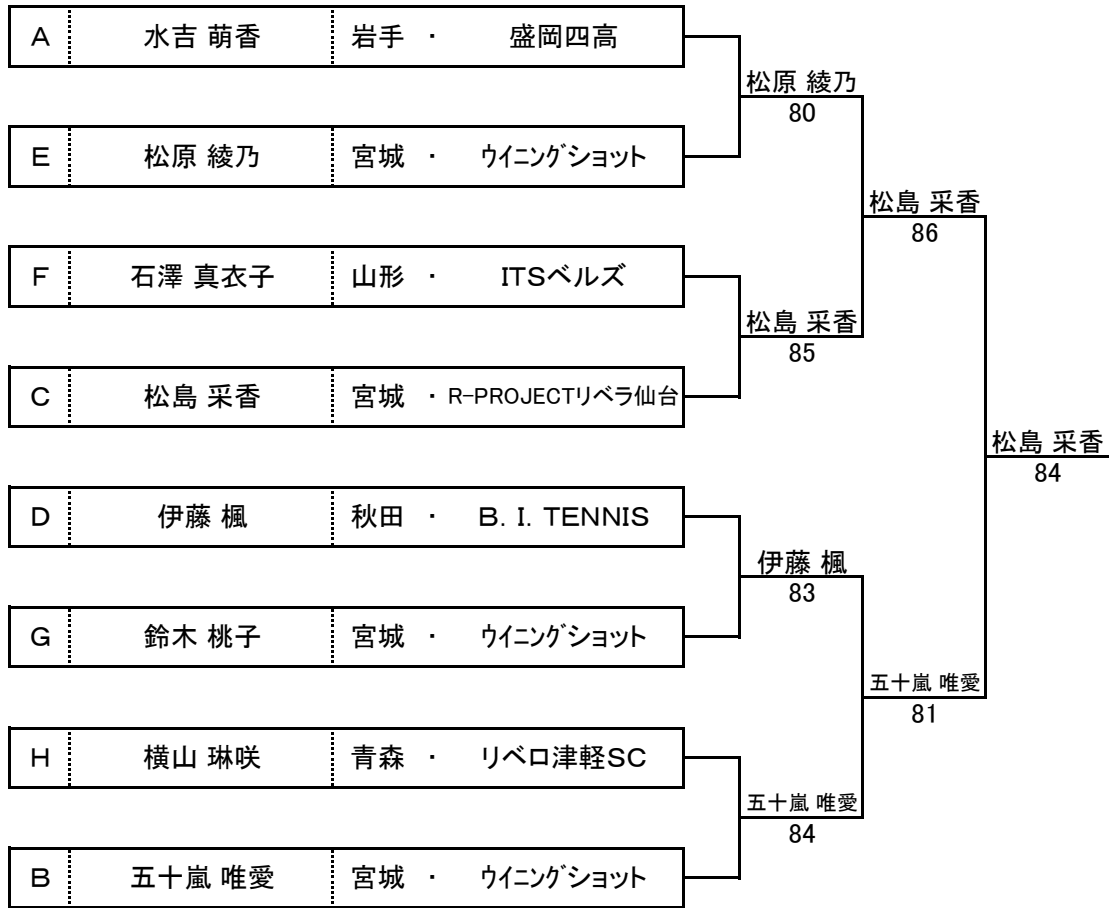 A 水吉 萌香 岩手 ・ 盛岡四高
松原 綾乃
80
E 松原 綾乃 宮城 ・ ウイニングショット
松島 采香
86
F 石澤 真衣子 山形 ・ ITSベルズ
松島 采香
85
C 松島 采香 宮城 ・ R-PROJECTリベラ仙台
松島 采香
84
D 伊藤 楓 秋田 ・ B. I. TENNIS
伊藤 楓
83
G 鈴木 桃子 宮城 ・ ウイニングショット
五十嵐 唯愛
81
H 横山 琳咲 青森 ・ リベロ津軽SC
五十嵐 唯愛
84
B 五十嵐 唯愛 宮城 ・ ウイニングショット